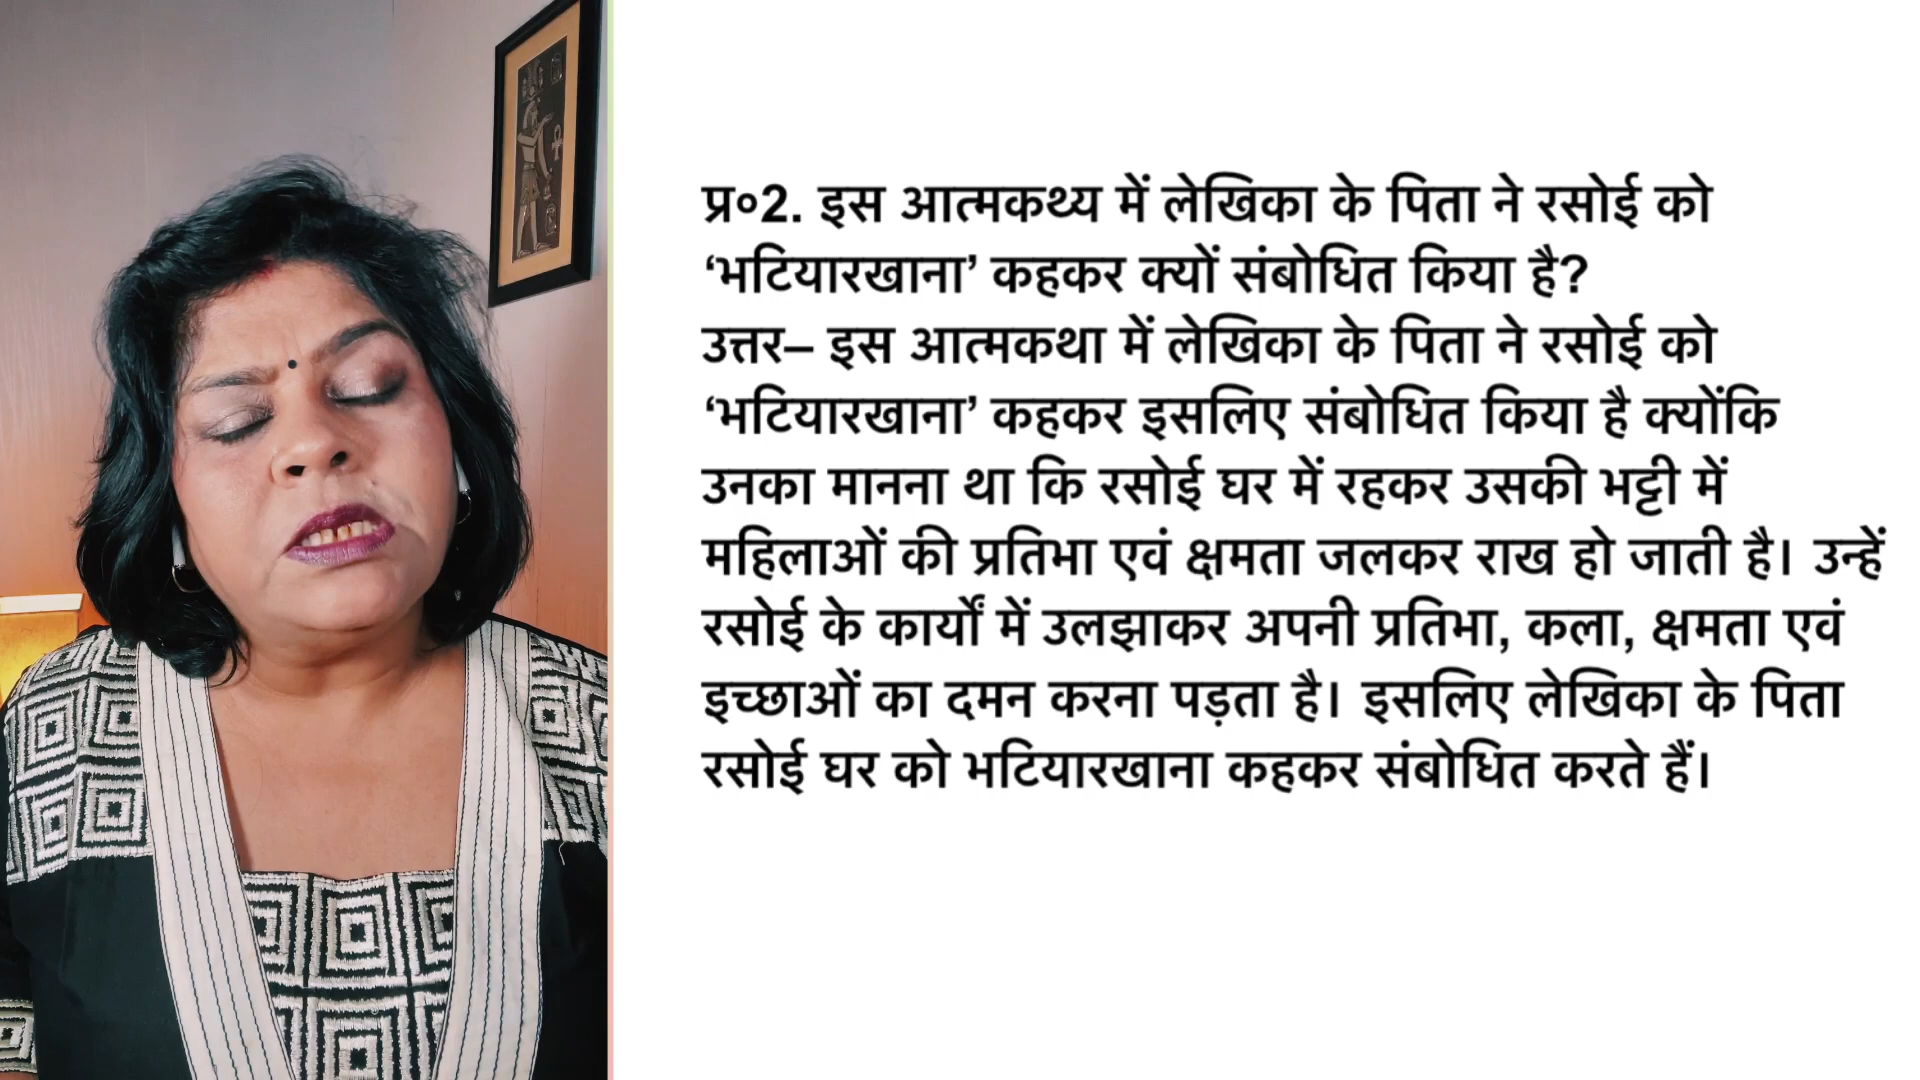 प्र०2. इस आत्मकथ्य में लेखिका के पिता ने रसोई को
‘भटियारखाना’ कहकर क्यों संबोधित किया है?
उत्तर– इस आत्मकथा में लेखिका के पिता ने रसोई को
‘भटियारखाना’ कहकर इसलिए संबोधित किया है क्योंकि
उनका मानना था कि रसोई घर में रहकर उसकी भट्टी में
महिलाओं की प्रतिभा एवं क्षमता जलकर राख हो जाती है। उन्हें
रसोई के कार्यों में उलझाकर अपनी प्रतिभा, कला, क्षमता एवं
इच्छाओं का दमन करना पड़ता है। इसलिए लेखिका के पिता
रसोई घर को भटियारखाना कहकर संबोधित करते हैं।